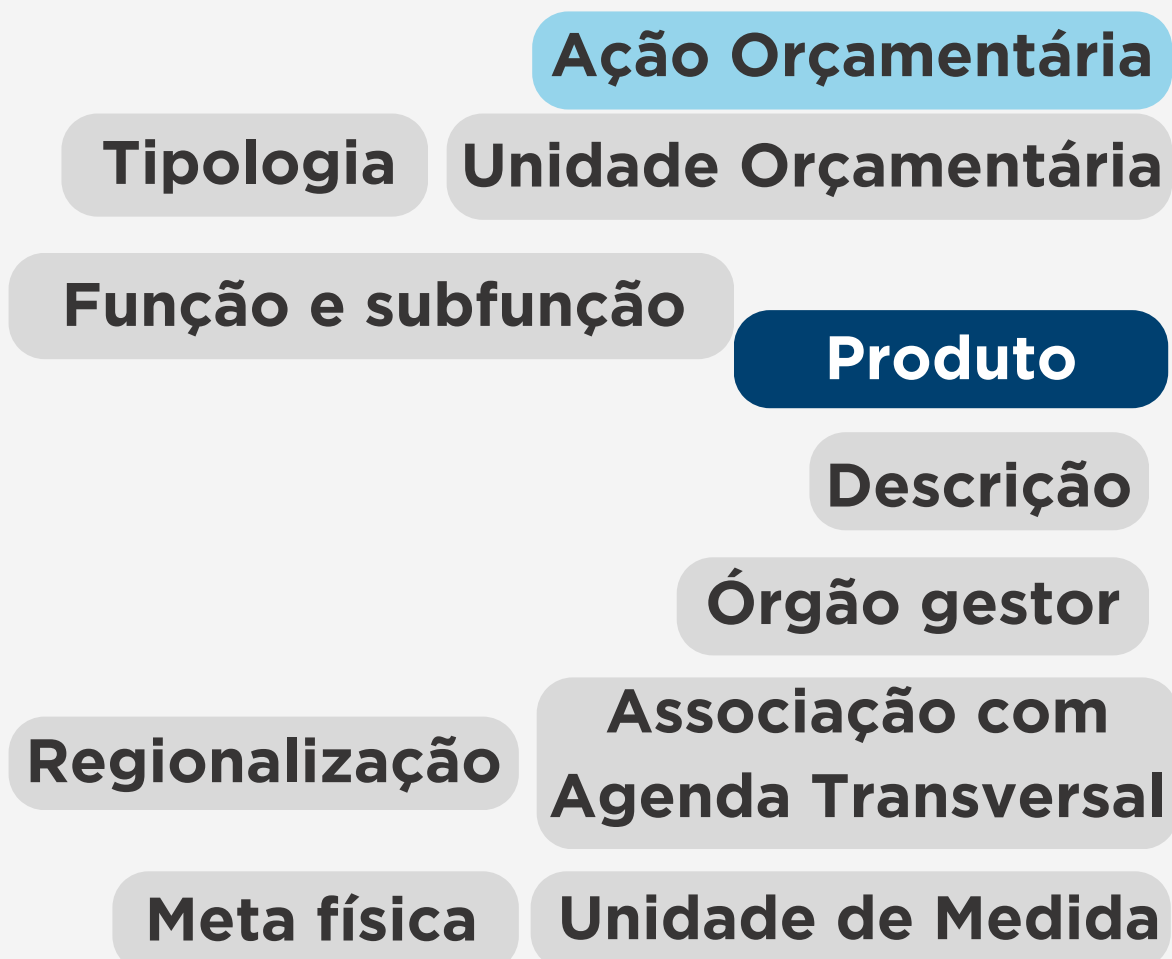 Ação Orçamentária
Tipologia
Unidade Orçamentária
Função e subfunção
Produto
Descrição
Órgão gestor
Associação com
Agenda Transversal
Regionalização
Meta física
Unidade de Medida